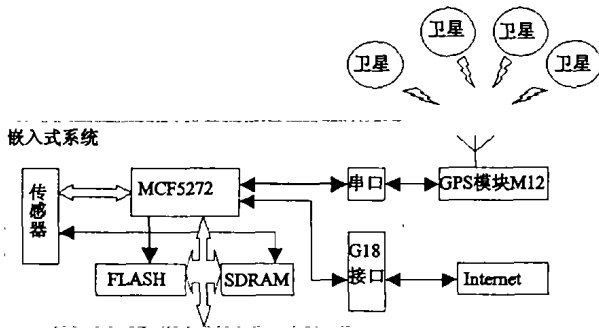 卫星
卫星
卫星
卫星
嵌入式系统
传感器
MCF5272
串口
GPS模块M12
G18
接口
FLASH
SDRAM
Internet